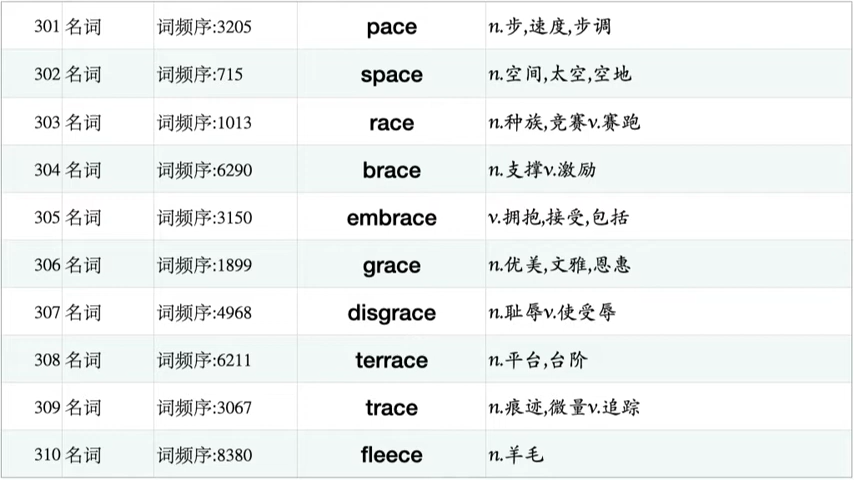 301 名词 词频序:3205 pace n.步,速度,步调
302 名词 词频序:715 space n.空间,太空,空地
303 名词 词频序:1013 race n.种族,竞赛v.赛跑
304 名词 词频序:6290 brace n.支撑v.激励
305 名词 词频序:3150 embrace v.拥抱,接受,包括
306 名词 词频序:1899 grace n.优美,文雅,恩惠
307 名词 词频序:4968 disgrace n.耻辱v.使受辱
308 名词 词频序:6211 terrace n.平台,台阶
309 名词 词频序:3067 trace n.痕迹,微量v.追踪
310 名词 词频序:8380 fleece n.羊毛